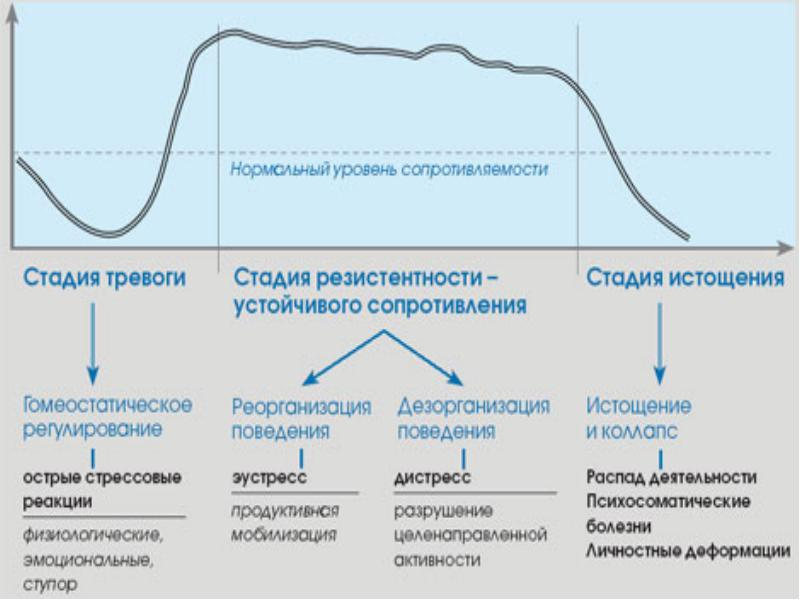 Нормальный уровень сопротивляемости
Стадия тревоги
Стадия резистентности –
устойчивого сопротивления
Стадия истощения
Гомеостатическое
регулирование
Реорганизация
поведения
Дезорганизация
поведения
Истощение
и коллапс
острые стрессовые
реакции
физиологические,
эмоциональные,
ступор
эустресс
продуктивная
мобилизация
дистресс
разрушение
целенаправленной
активности
Распад деятельности
Психосоматические
болезни
Личностные деформации